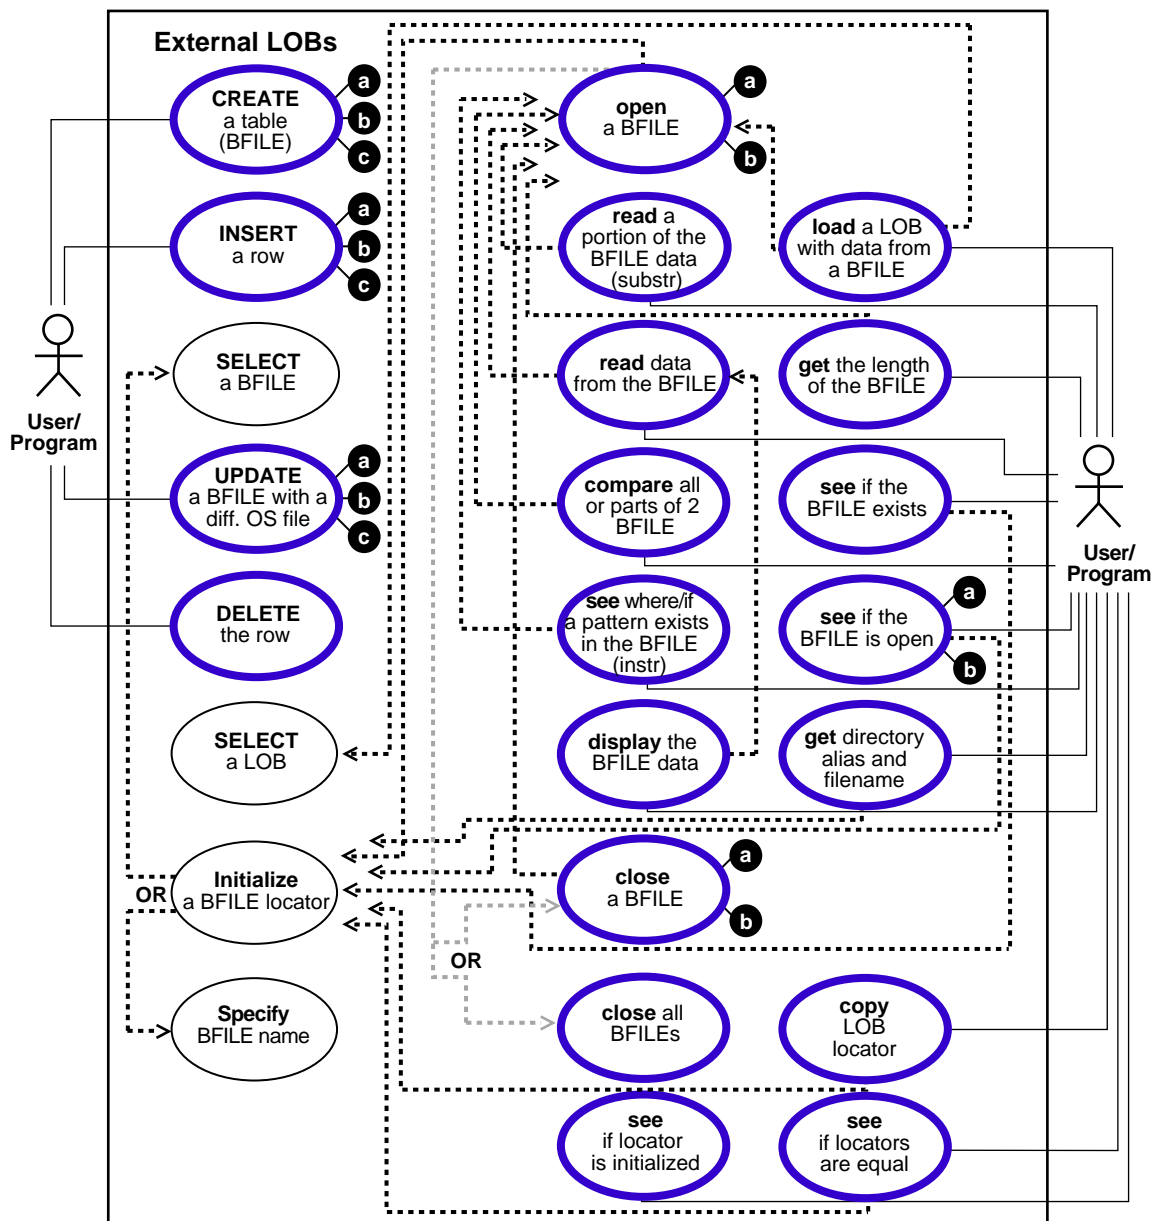 External LOBs
CREATE
a table
(BFILE)
a
b
c
INSERT
a row
a
b
c
SELECT
a BFILE
User/
Program
UPDATE
a BFILE with a
diff. OS file
a
b
c
DELETE
the row
SELECT
a LOB
Initialize
a BFILE locator
OR
Specify
BFILE name
open
a BFILE
a
b
read a
portion of the
BFILE data
(substr)
load a LOB
with data from
a BFILE
read data
from the BFILE
get the length
of the BFILE
compare all
or parts of 2
BFILE
see if the
BFILE exists
User/
Program
see where/if
a pattern exists
in the BFILE
(instr)
see if the
BFILE is open
a
b
display the
BFILE data
get directory
alias and
filename
close
a BFILE
a
b
OR
close all
BFILEs
copy
LOB
locator
see
if locator
is initialized
see
if locators
are equal